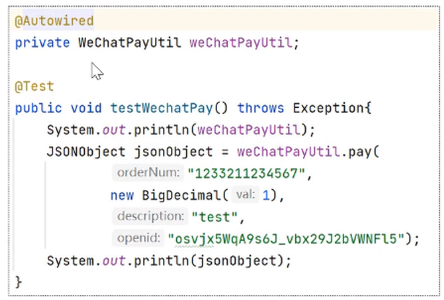 @Autowired
private WeChatPayUtil weChatPayUtil;
@Test
public void testWechatPay() throws Exception{
System.out.println(weChatPayUtil);
JSONObject jsonObject = weChatPayUtil.pay(
orderNum: "1233211234567",
new BigDecimal( val: 1),
description: "test",
openid: "osvjx5WqA9s6J_vbx29J2bVWNFl5");
System.out.println(jsonObject);
}